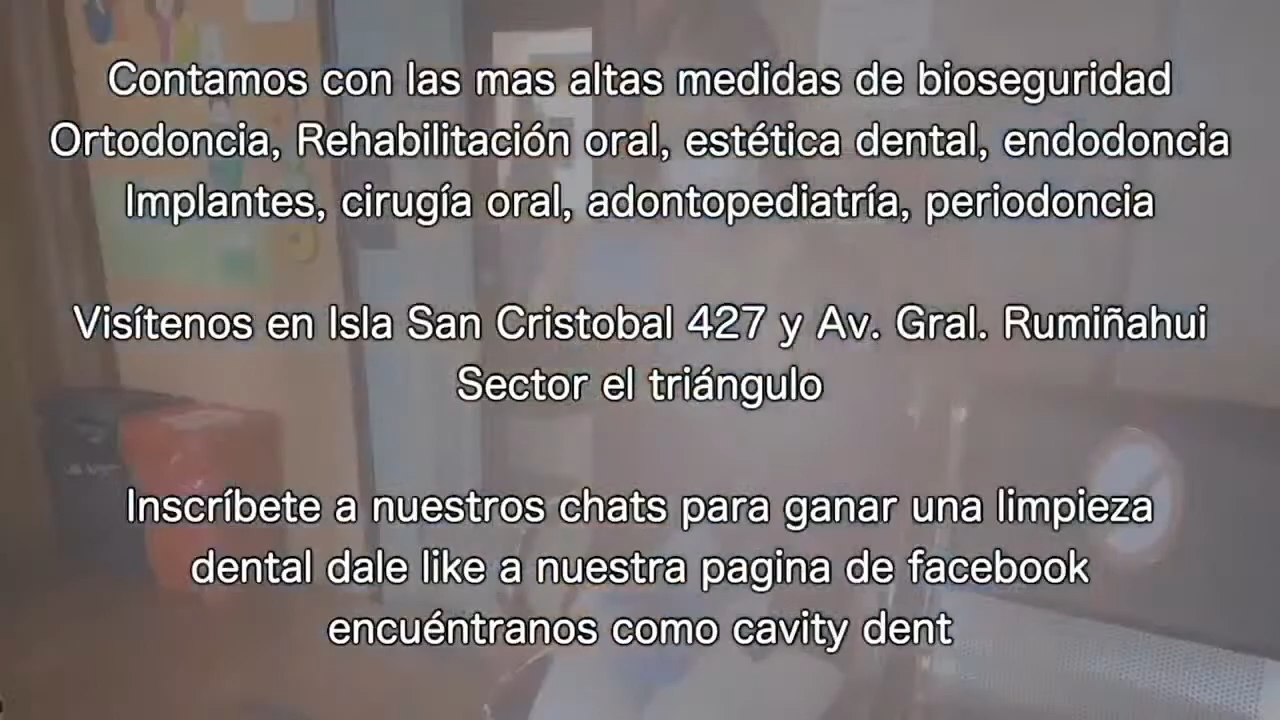 Contamos con las mas altas medidas de bioseguridad
Ortodoncia, Rehabilitación oral, estética dental, endodoncia
Implantes, cirugía oral, adontopediatría, periodoncia
Visítenos en Isla San Cristobal 427 y Av. Gral. Rumiñahui
Sector el triángulo
Inscríbete a nuestros chats para ganar una limpieza
dental dale like a nuestra pagina de facebook
encuéntranos como cavity dent